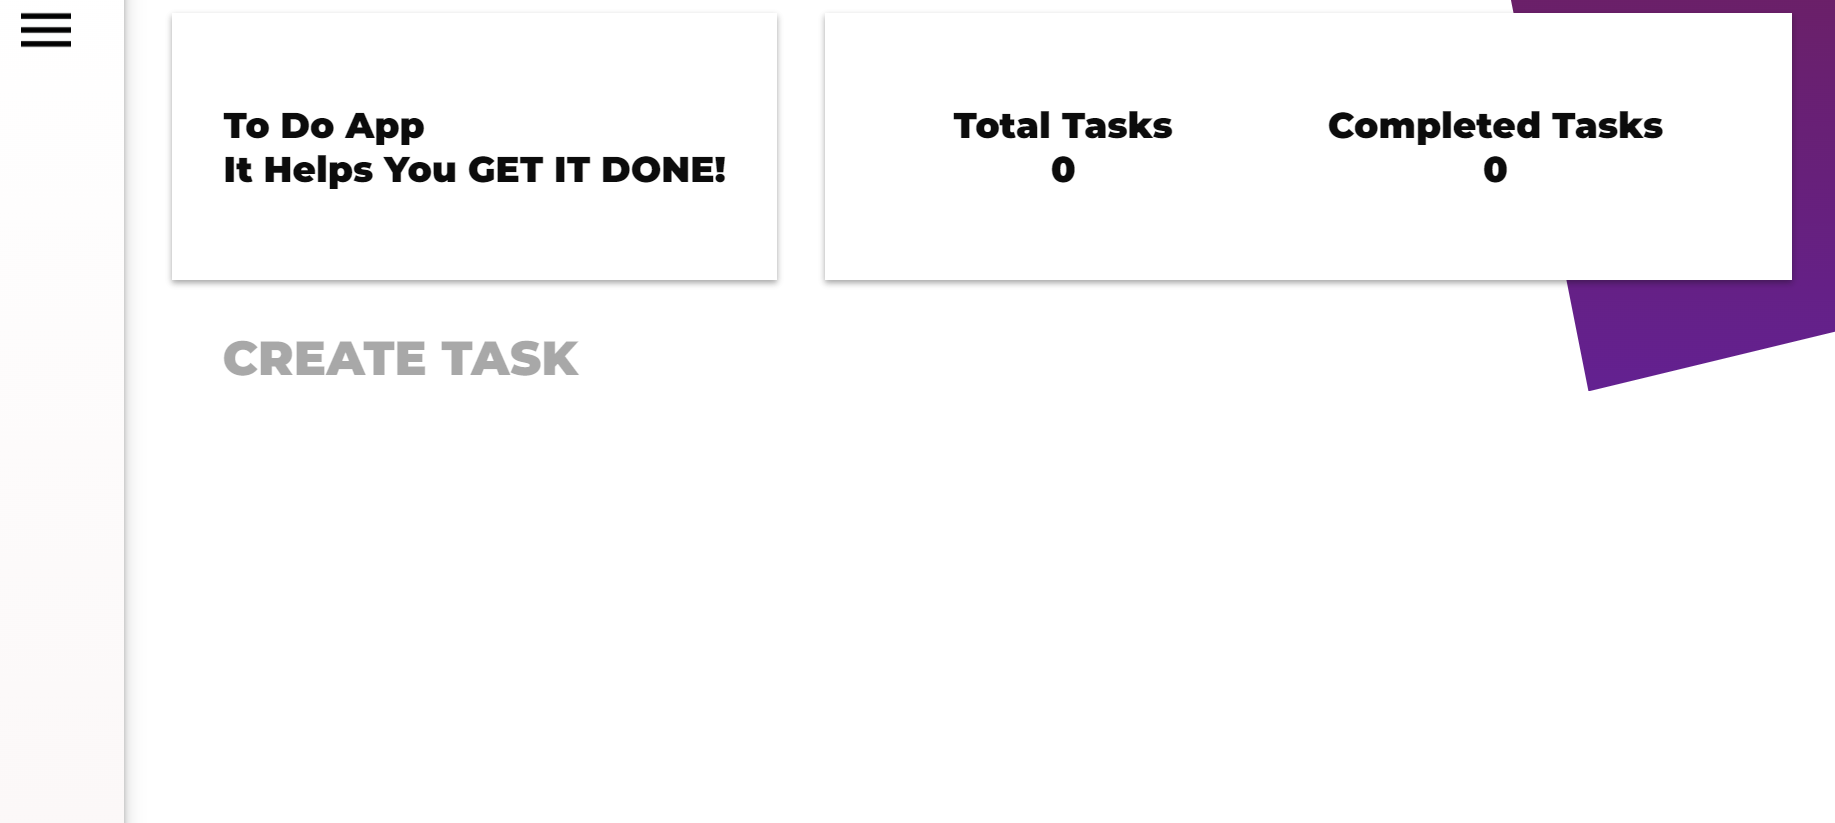 To Do App
It Helps You GET IT DONE!
Total Tasks
0
Completed Tasks
0
CREATE TASK